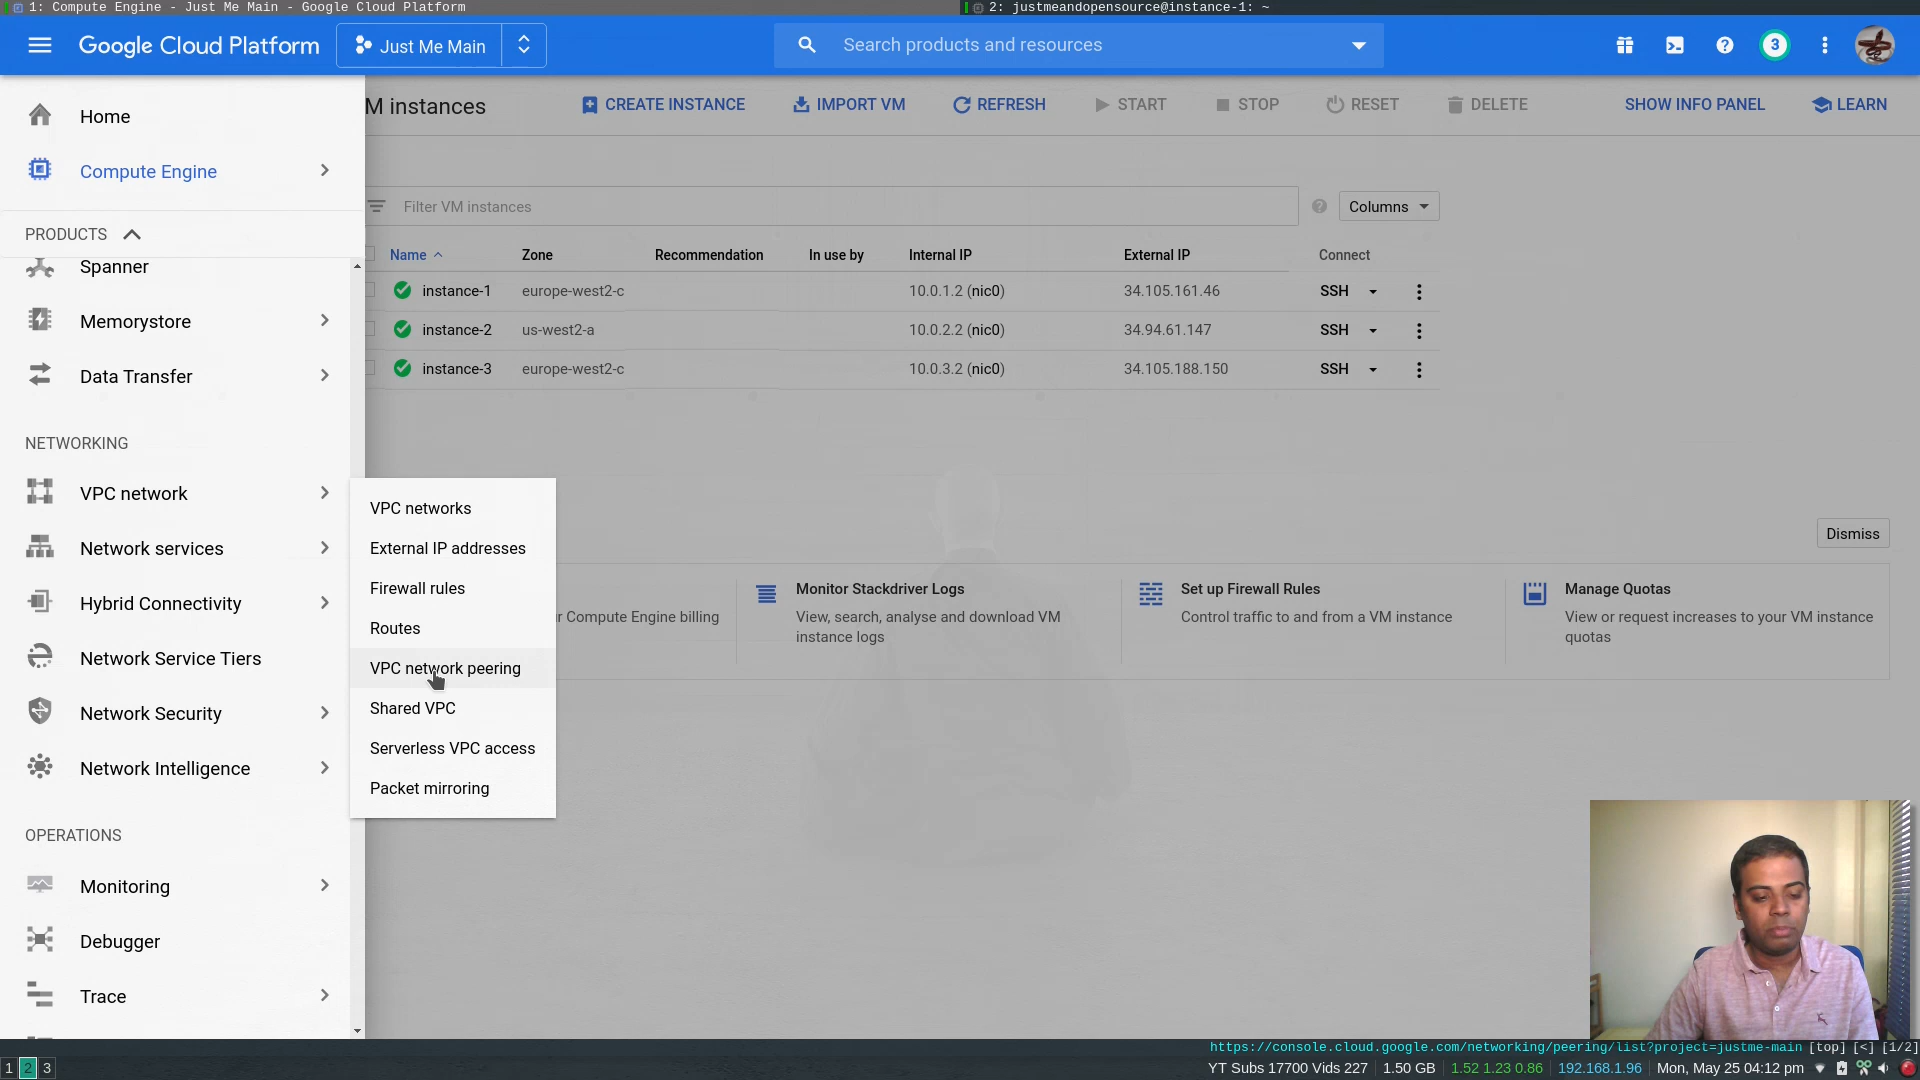 1: Compute Engine - Just Me Main - Google Cloud Platform
2: justmeandopensource@instance-1: ~
Google Cloud Platform
Just Me Main
Search products and resources
3
Home
Compute Engine
PRODUCTS
Spanner
Memorystore
Data Transfer
NETWORKING
VPC network
Network services
Hybrid Connectivity
Network Service Tiers
Network Security
Network Intelligence
OPERATIONS
Monitoring
Debugger
Trace
VPC networks
External IP addresses
Firewall rules
Routes
VPC network peering
Shared VPC
Serverless VPC access
Packet mirroring
M instances
CREATE INSTANCE
IMPORT VM
REFRESH
START
STOP
RESET
DELETE
SHOW INFO PANEL
LEARN
Filter VM instances
Columns
Name Zone Recommendation In use by Internal IP External IP Connect
instance-1 europe-west2-c 10.0.1.2 (nic0) 34.105.161.46 SSH
instance-2 us-west2-a 10.0.2.2 (nic0) 34.94.61.147 SSH
instance-3 europe-west2-c 10.0.3.2 (nic0) 34.105.188.150 SSH
Dismiss
r Compute Engine billing
Monitor Stackdriver Logs
View, search, analyse and download VM
instance logs
Set up Firewall Rules
Control traffic to and from a VM instance
Manage Quotas
View or request increases to your VM instance
quotas
https://console.cloud.google.com/networking/peering/list?project=justme-main [top] [<] [1/2]
1 2 3
YT Subs 17700 Vids 227 1.50 GB 1.52 1.23 0.86 192.168.1.96 Mon, May 25 04:12 pm